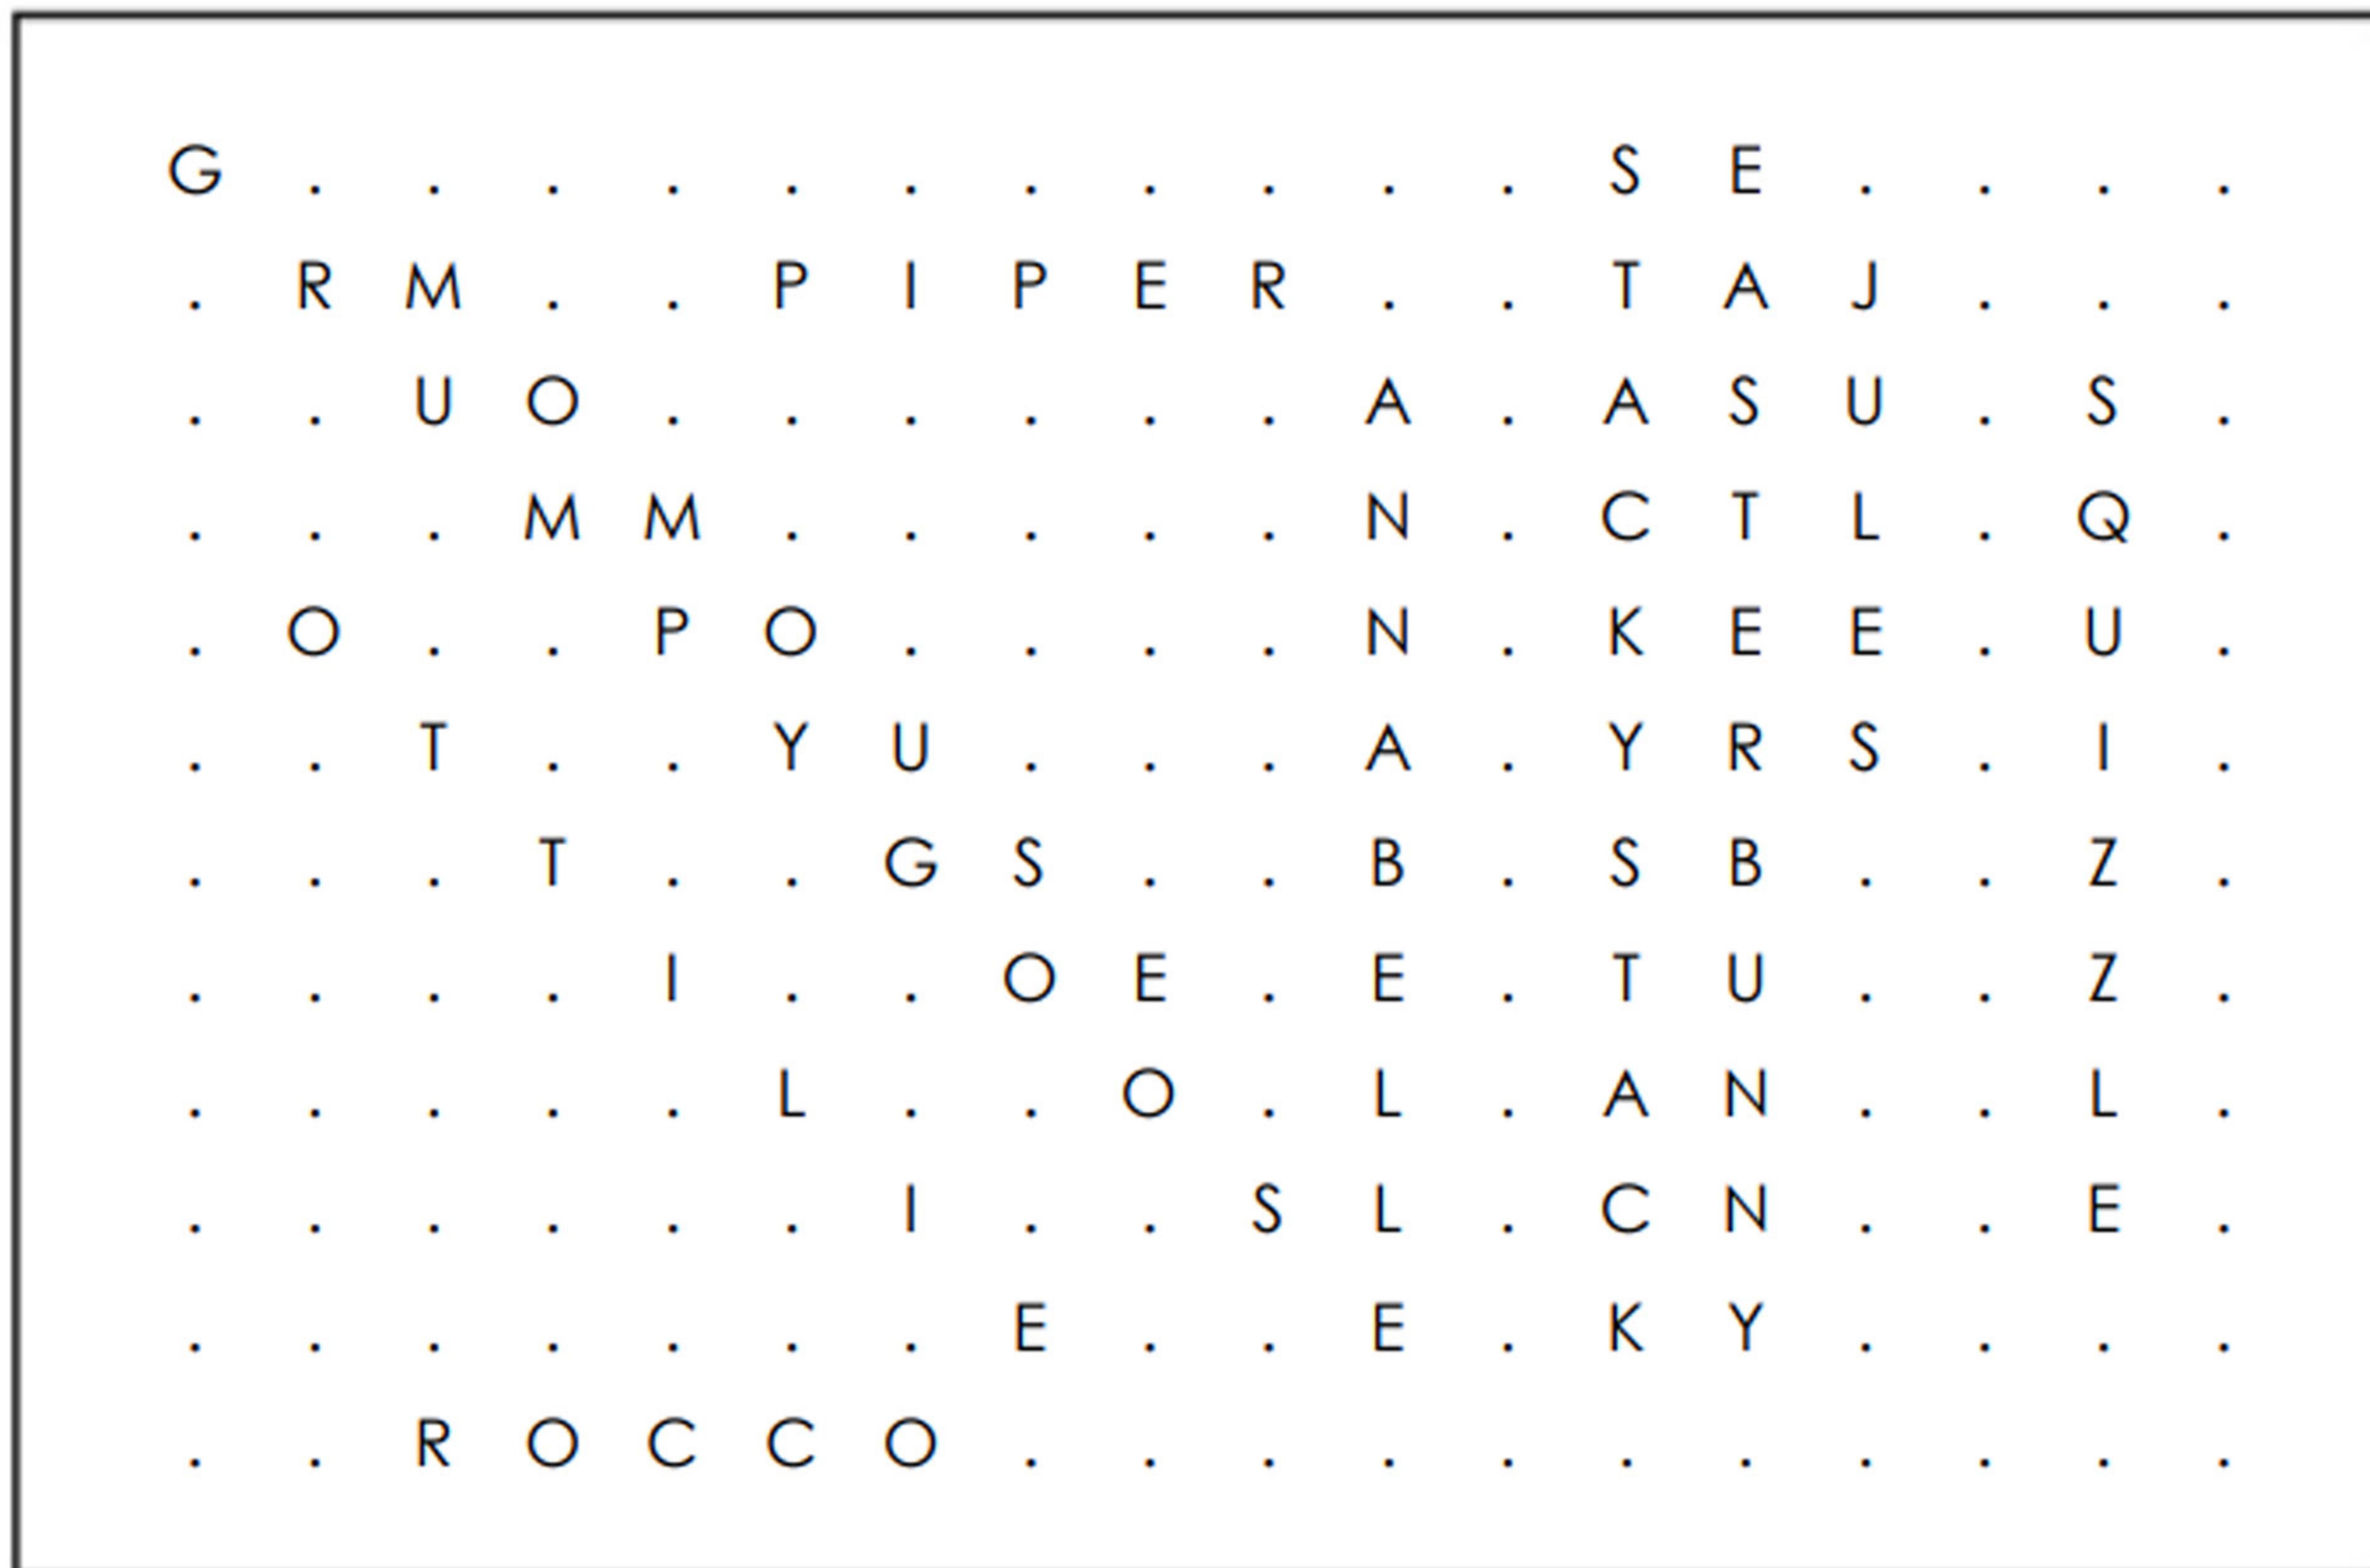 G . . . . . . . . . . . S E . . . .
. R M . . P I P E R . . T A J . . .
. . U O . . . . . . A . A S U . S .
. . . M M . . . . . N . C T L . Q .
. O . . P O . . . . N . K E E . U .
. . T . . Y U . . . A . Y R S . I .
. . . T . . G S . . B . S B . . Z .
. . . . I . . O E . E . T U . . Z .
. . . . . L . . O . L . A N . . L .
. . . . . . I . . S L . C N . . E .
. . . . . . . E . . E . K Y . . . .
. . R O C C O . . . . . . . . . . .